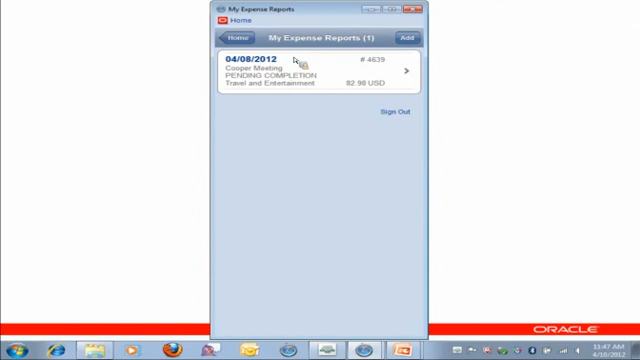 My Expense Reports
Home
Home
My Expense Reports (1)
Add
04/08/2012
# 4639
Cooper Meeting
PENDING COMPLETION
Travel and Entertainment
82.98 USD
Sign Out
ORACLE
11:47 AM
4/10/2012